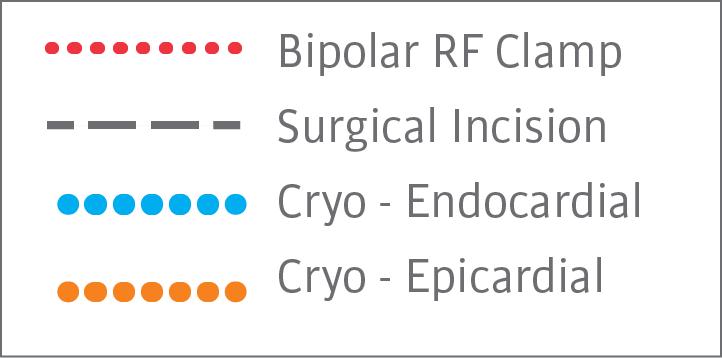 Bipolar RF Clamp
Surgical Incision
Cryo - Endocardial
Cryo - Epicardial